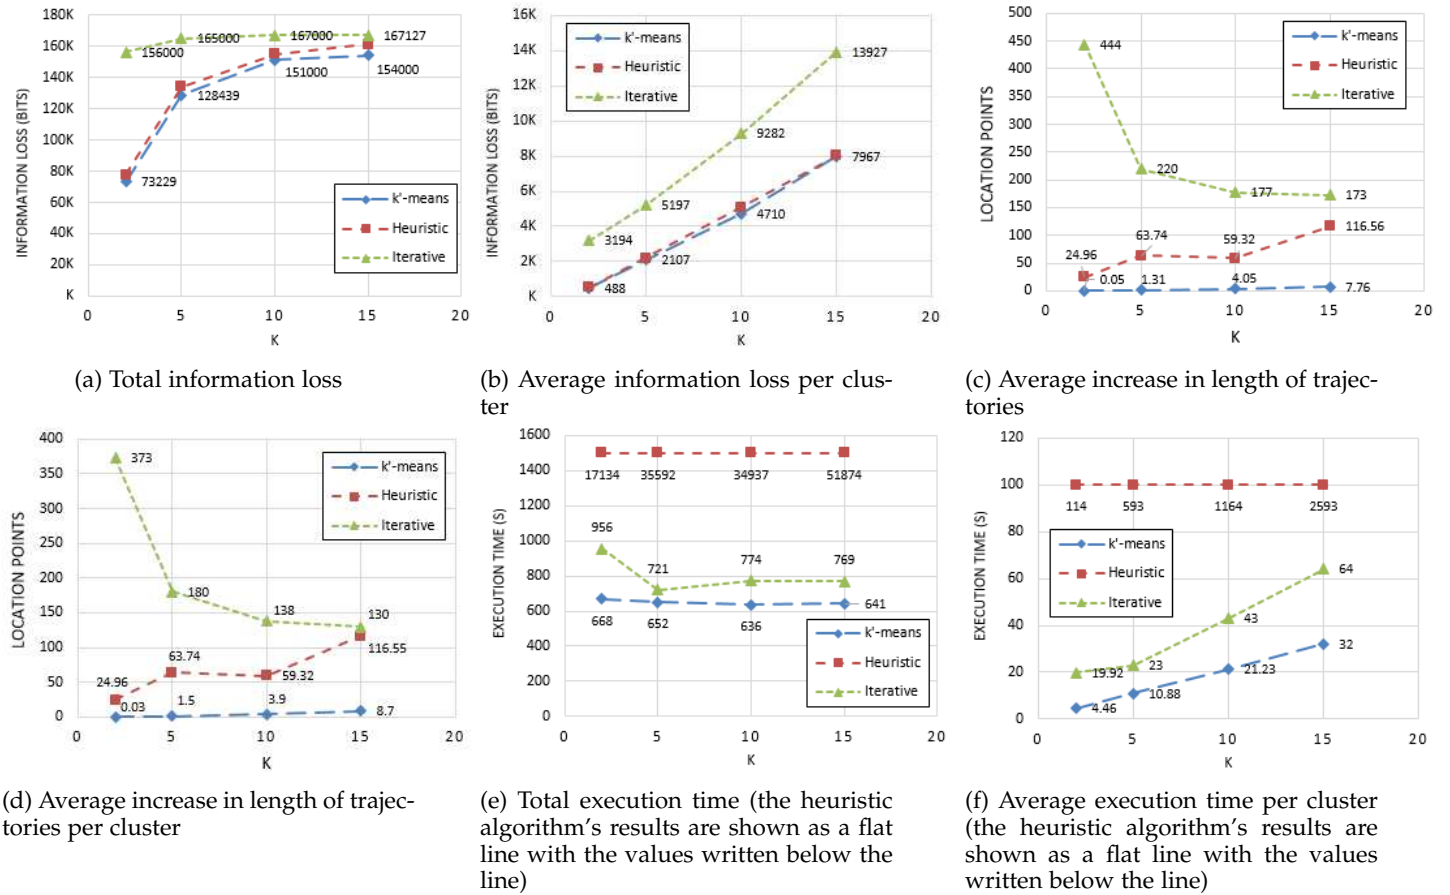 180K
160K
140K
120K
100K
80K
60K
40K
20K
K
INFORMATION LOSS (BITS)
156000
165000
167000
167127
73229
128439
151000
154000
k'-means
Heuristic
Iterative
0 5 10 15 20
K
(a) Total information loss
16K
14K
12K
10K
8K
6K
4K
2K
K
INFORMATION LOSS (BITS)
k'-means
Heuristic
Iterative
3194
5197
9282
13927
488
2107
4710
7967
0 5 10 15 20
K
(b) Average information loss per clus-
ter
500
450
400
350
300
250
200
150
100
50
0
LOCATION POINTS
k'-means
Heuristic
Iterative
444
220
177
173
24.96
63.74
59.32
116.56
0.05
1.31
4.05
7.76
0 5 10 15 20
K
(c) Average increase in length of trajec-
tories
400
350
300
250
200
150
100
50
0
LOCATION POINTS
k'-means
Heuristic
Iterative
373
180
138
130
24.96
63.74
59.32
116.55
0.03
1.5
3.9
8.7
0 5 10 15 20
K
(d) Average increase in length of trajec-
tories per cluster
1600
1400
1200
1000
800
600
400
200
0
EXECUTION TIME (S)
17134 35592 34937 51874
956
721
774
769
668
652
636
641
k'-means
Heuristic
Iterative
0 5 10 15 20
K
(e) Total execution time (the heuristic
algorithm's results are shown as a flat
line with the values written below the
line)
120
100
80
60
40
20
0
EXECUTION TIME (S)
114 593 1164 2593
k'-means
Heuristic
Iterative
19.92
23
43
64
4.46
10.88
21.23
32
0 5 10 15 20
K
(f) Average execution time per cluster
(the heuristic algorithm's results are
shown as a flat line with the values
written below the line)